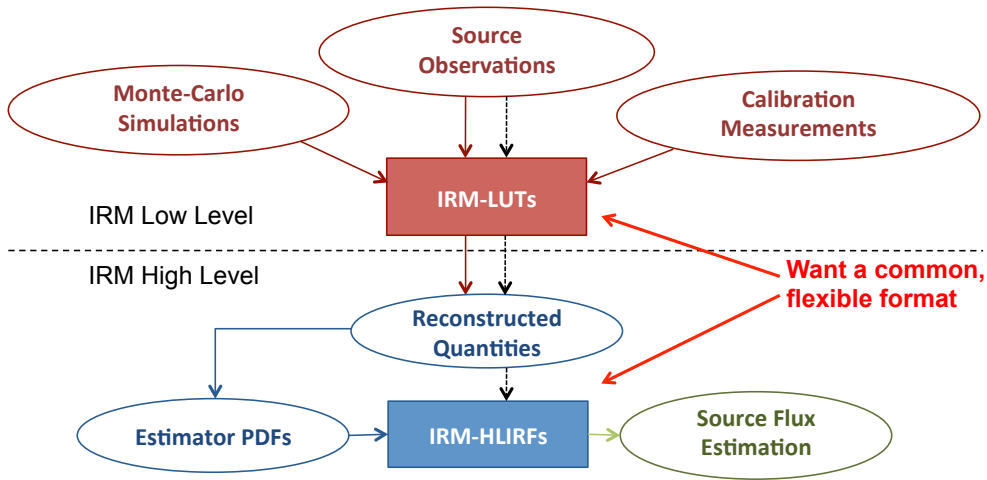 Source
Observations
Monte-Carlo
Simulations
Calibration
Measurements
IRM-LUTs
IRM Low Level
IRM High Level
Want a common,
flexible format
Reconstructed
Quantities
Estimator PDFs
IRM-HLIRFs
Source Flux
Estimation